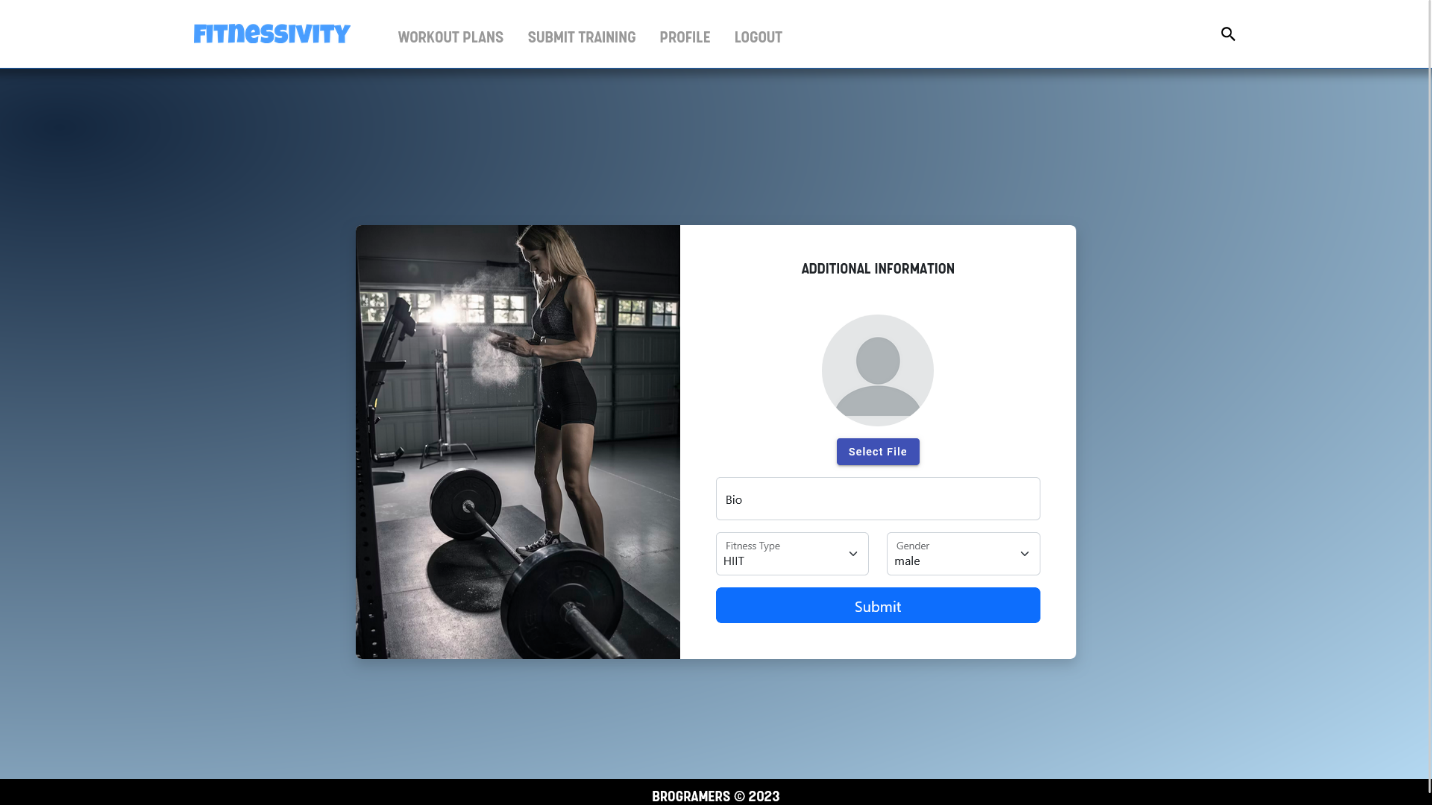 FITnessIVITY
WORKOUT PLANS SUBMIT TRAINING PROFILE LOGOUT
ADDITIONAL INFORMATION
Select File
Bio
Fitness Type
HIIT
Gender
male
Submit
BROGRAMERS © 2023